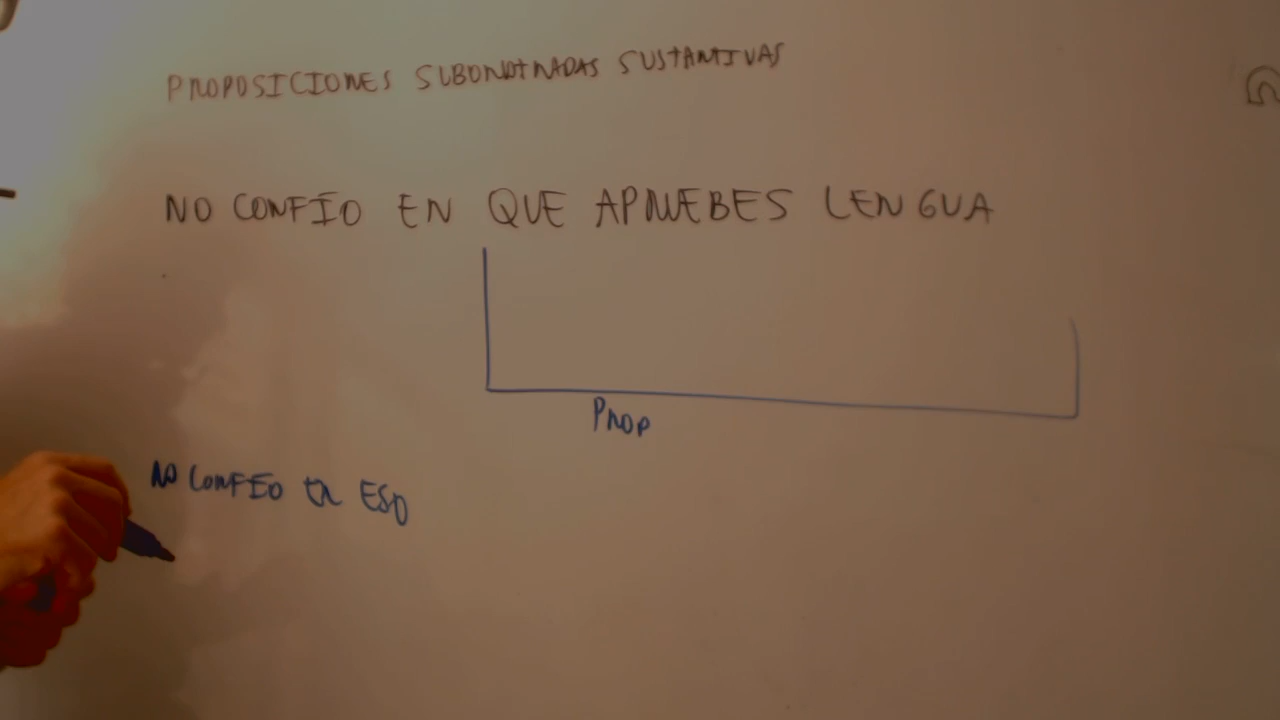 PROPOSICIONES SUBORDINADAS SUSTANTIVAS
NO CONFÍO EN QUE APRUEBES LENGUA
PROP
NO CONFÍO EN ESO